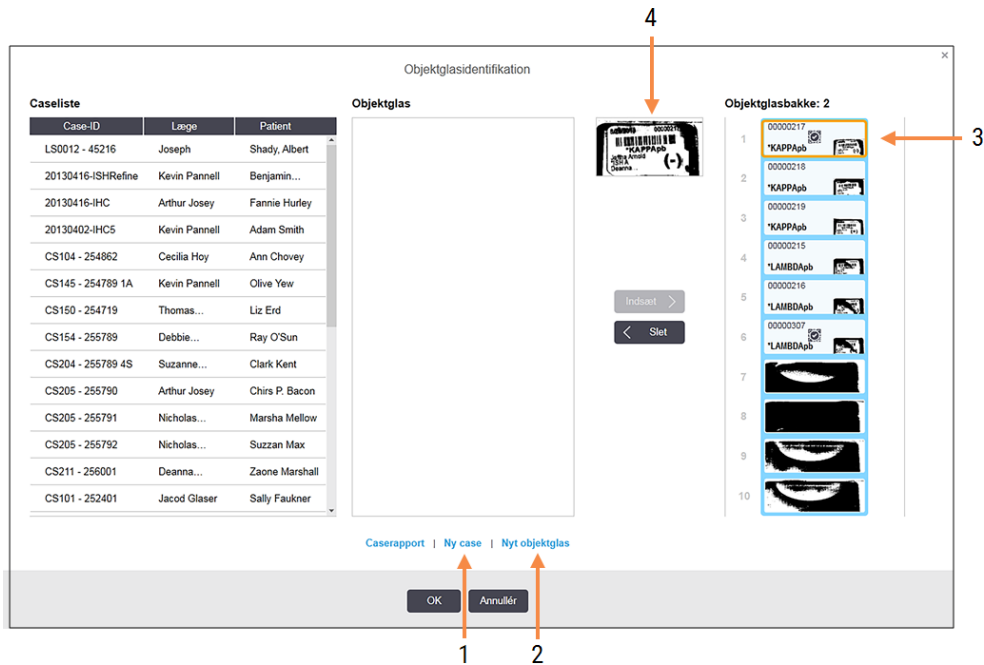 4
×
Objektglasidentifikation
Caseliste
Objektglas
Objektglasbakke: 2
Case-ID Læge Patient
LS0012 - 45216 Joseph Shady, Albert
20130416-ISHRefine Kevin Pannell Benjamin...
20130416-IHC Arthur Josey Fannie Hurley
20130402-IHC5 Kevin Pannell Adam Smith
CS104 - 254862 Cecilia Hoy Ann Chovey
CS145 - 254789 1A Kevin Pannell Olive Yew
CS150 - 254719 Thomas... Liz Erd
CS154 - 255789 Debbie... Ray O'Sun
CS204 - 255789 4S Suzanne... Clark Kent
CS205 - 255790 Arthur Josey Chirs P. Bacon
CS205 - 255791 Nicholas... Marsha Mellow
CS205 - 255792 Nicholas... Suzzan Max
CS211 - 256001 Deanna... Zaone Marshall
CS101 - 252401 Jacod Glaser Sally Faukner
*KAPPApb
Arnold
Deanna...
(-)
Indsæt
Slet
1 00000217
*KAPPApb
3
2 00000218
*KAPPApb
3 00000219
*KAPPApb
4 00000215
*LAMBDApb
5 00000216
*LAMBDApb
6 00000307
*LAMBDApb
7
8
9
10
Caserapport | Ny case | Nyt objektglas
OK Annullér
1 2